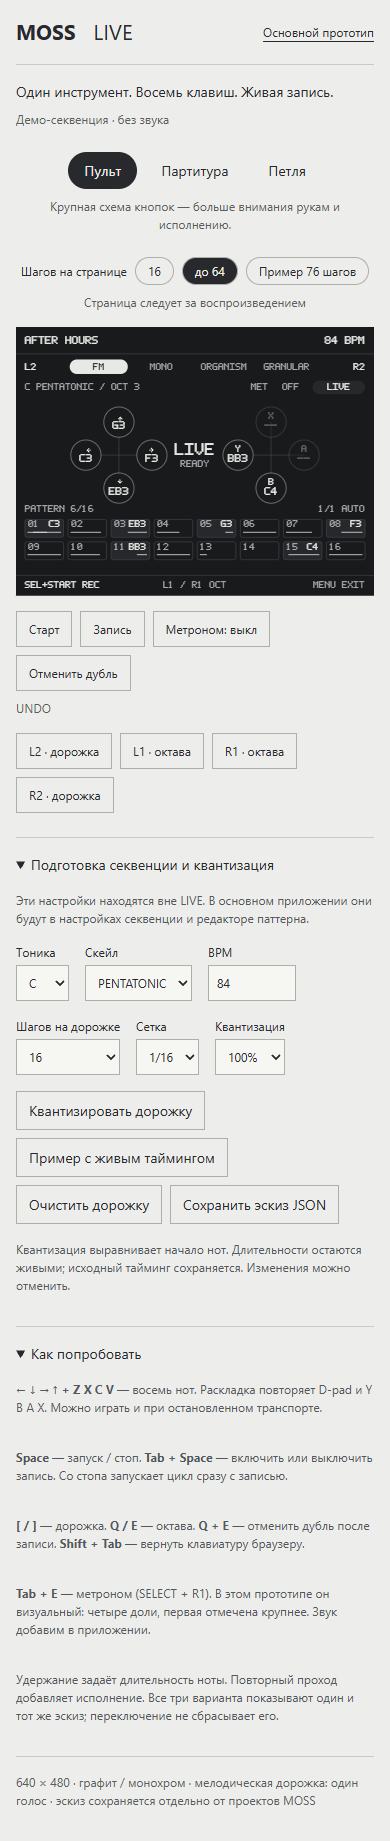 MOSS LIVE Основной прототип
Один инструмент. Восемь клавиш. Живая запись.
Демо-секвенция · без звука
Пульт Партитура Петля
Крупная схема кнопок — больше внимания рукам и
исполнению.
Шагов на странице 16 до 64 Пример 76 шагов
Страница следует за воспроизведением
AFTER HOURS 84 BPM
L2 FM MONO ORGANISM GRANULAR R2
C PENTATONIC / OCT 3 MET OFF LIVE
↑ G3 X —
← C3 → F3 LIVE READY Y BB3 A —
↓ EB3 B C4
PATTERN 6/16 1/1 AUTO
01 C3 02 03 EB3 04 05 G3 06 07 08 F3
09 10 11 BB3 12 13 14 15 C4 16
SEL+START REC L1 / R1 OCT MENU EXIT
Старт Запись Метроном: выкл
Отменить дубль
UNDO
L2 · дорожка L1 · октава R1 · октава
R2 · дорожка
▼ Подготовка секвенции и квантизация
Эти настройки находятся вне LIVE. В основном приложении они
будут в настройках секвенции и редакторе паттерна.
Тоника Скейл BPM
C PENTATONIC 84
Шагов на дорожке Сетка Квантизация
16 1/16 100%
Квантизировать дорожку
Пример с живым таймингом
Очистить дорожку Сохранить эскиз JSON
Квантизация выравнивает начало нот. Длительности остаются
живыми; исходный тайминг сохраняется. Изменения можно
отменить.
▼ Как попробовать
← ↓ → ↑ + Z X C V — восемь нот. Раскладка повторяет D-pad и Y
B A X. Можно играть и при остановленном транспорте.
Space — запуск / стоп. Tab + Space — включить или выключить
запись. Со стопа запускает цикл сразу с записью.
[ / ] — дорожка. Q / E — октава. Q + E — отменить дубль после
записи. Shift + Tab — вернуть клавиатуру браузеру.
Tab + E — метроном (SELECT + R1). В этом прототипе он
визуальный: четыре доли, первая отмечена крупнее. Звук
добавим в приложении.
Удержание задаёт длительность ноты. Повторный проход
добавляет исполнение. Все три варианта показывают один и
тот же эскиз; переключение не сбрасывает его.
640 × 480 · графит / монохром · мелодическая дорожка: один
голос · эскиз сохраняется отдельно от проектов MOSS